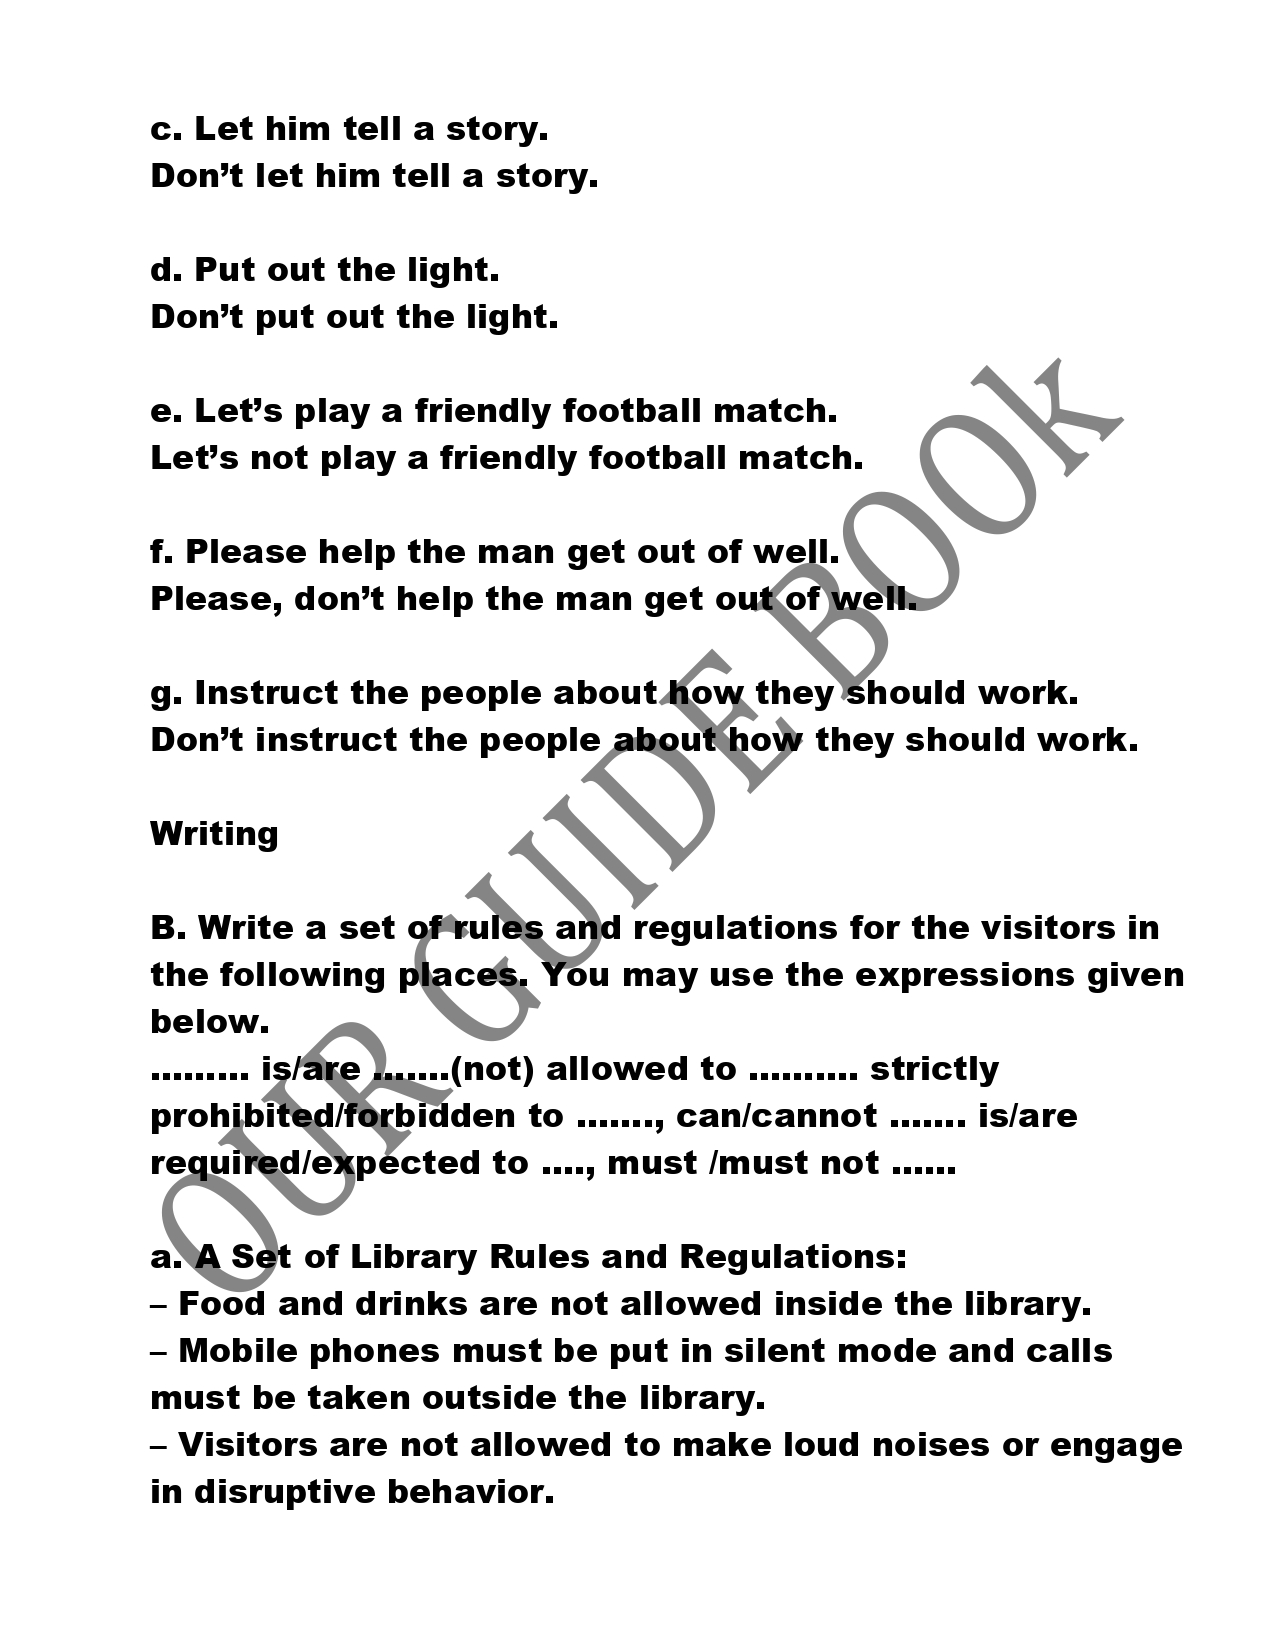 c. Let him tell a story.
Don’t let him tell a story.
d. Put out the light.
Don’t put out the light.
e. Let’s play a friendly football match.
Let’s not play a friendly football match.
f. Please help the man get out of well.
Please, don’t help the man get out of well.
g. Instruct the people about how they should work.
Don’t instruct the people about how they should work.
Writing
B. Write a set of rules and regulations for the visitors in
the following places. You may use the expressions given
below.
……… is/are …….(not) allowed to ………. strictly
prohibited/forbidden to ……., can/cannot ……. is/are
required/expected to …., must /must not ……
a. A Set of Library Rules and Regulations:
– Food and drinks are not allowed inside the library.
– Mobile phones must be put in silent mode and calls
must be taken outside the library.
– Visitors are not allowed to make loud noises or engage
in disruptive behavior.
OUR GUIDE BOOk